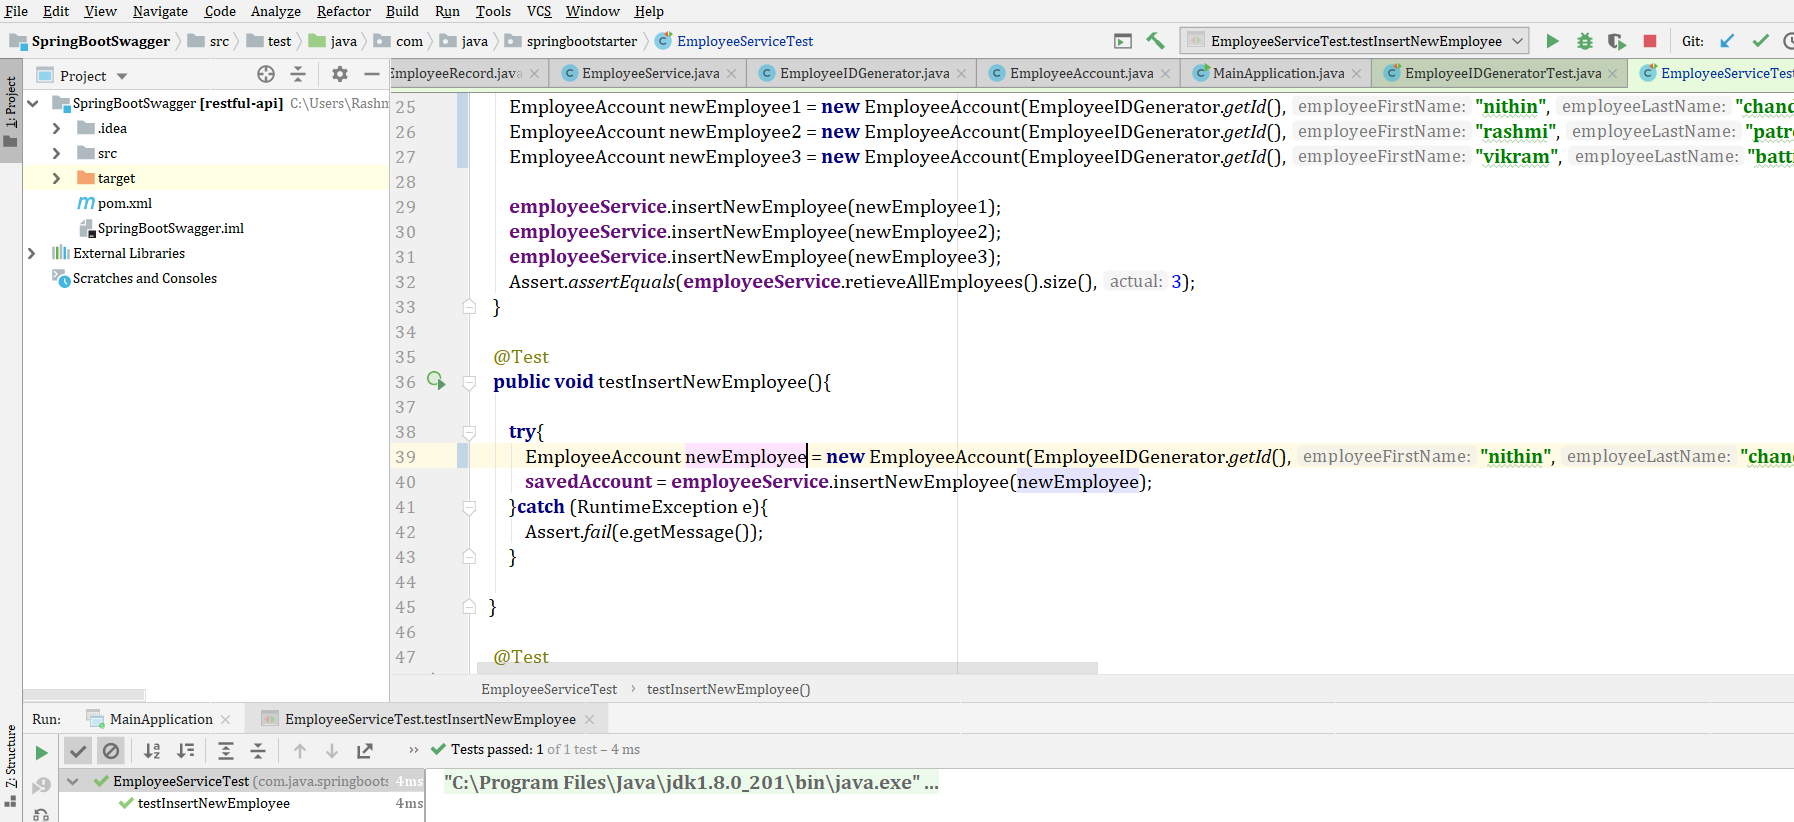 File Edit View Navigate Code Analyze Refactor Build Run Tools VCS Window Help
SpringBootSwagger src test java com java springbootstarter EmployeeServiceTest EmployeeServiceTest.testInsertNewEmployee Git:
1: Project
Project
EmployeeRecord.java EmployeeService.java EmployeeIDGenerator.java EmployeeAccount.java MainApplication.java EmployeeIDGeneratorTest.java EmployeeServiceTest
SpringBootSwagger [restful-api] C:\Users\Rashm
.idea
src
target
pom.xml
SpringBootSwagger.iml
External Libraries
Scratches and Consoles
25 EmployeeAccount newEmployee1 = new EmployeeAccount(EmployeeIDGenerator.getId(), employeeFirstName: "nithin", employeeLastName: "chand
26 EmployeeAccount newEmployee2 = new EmployeeAccount(EmployeeIDGenerator.getId(), employeeFirstName: "rashmi", employeeLastName: "patr
27 EmployeeAccount newEmployee3 = new EmployeeAccount(EmployeeIDGenerator.getId(), employeeFirstName: "vikram", employeeLastName: "batt
28
29 employeeService.insertNewEmployee(newEmployee1);
30 employeeService.insertNewEmployee(newEmployee2);
31 employeeService.insertNewEmployee(newEmployee3);
32 Assert.assertEquals(employeeService.retieveAllEmployees().size(), actual: 3);
33 }
34
35 @Test
36 public void testInsertNewEmployee(){
37
38 try{
39 EmployeeAccount newEmployee = new EmployeeAccount(EmployeeIDGenerator.getId(), employeeFirstName: "nithin", employeeLastName: "chand
40 savedAccount = employeeService.insertNewEmployee(newEmployee);
41 }catch (RuntimeException e){
42 Assert.fail(e.getMessage());
43 }
44
45 }
46
47 @Test
EmployeeServiceTest › testInsertNewEmployee()
Z: Structure
Run: MainApplication EmployeeServiceTest.testInsertNewEmployee
» Tests passed: 1 of 1 test – 4 ms
EmployeeServiceTest (com.java.springboots 4ms
testInsertNewEmployee 4ms
"C:\Program Files\Java\jdk1.8.0_201\bin\java.exe" ...